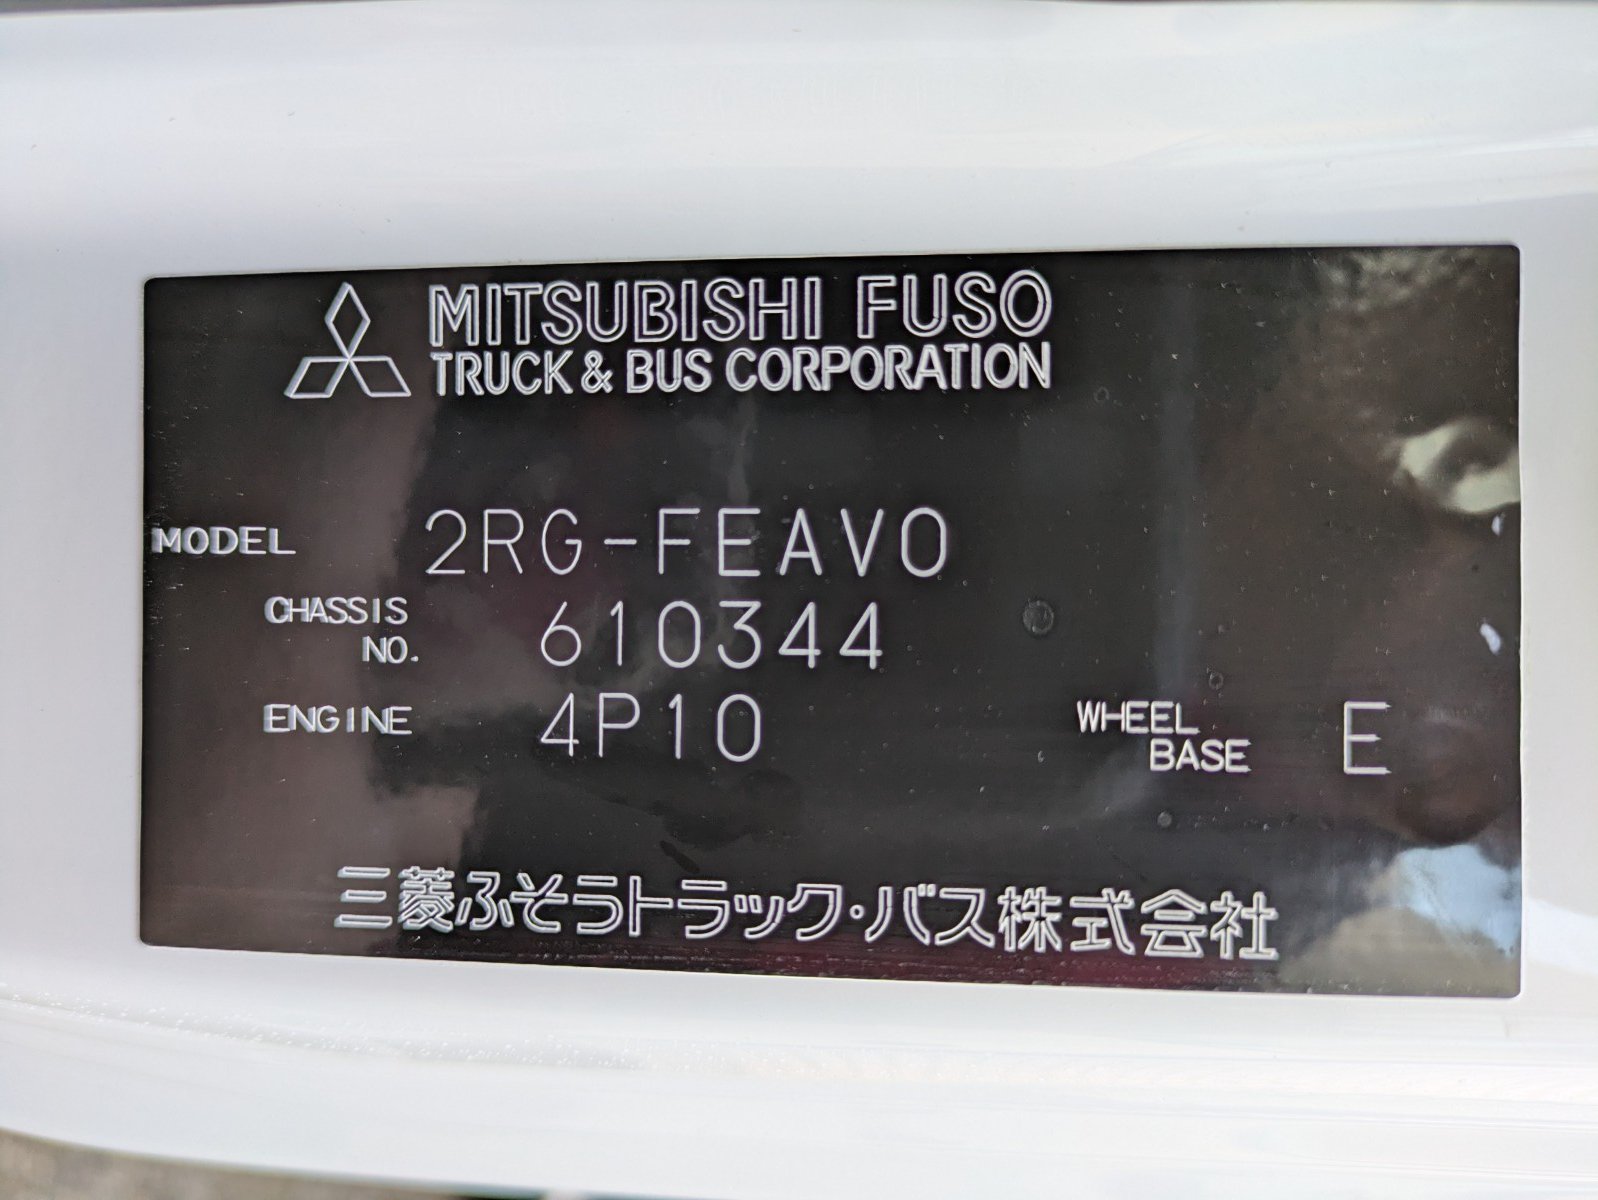 MITSUBISHI FUSO
TRUCK & BUS CORPORATION
MODEL 2RG-FEAV0
CHASSIS NO. 610344
ENGINE 4P10
WHEEL BASE E
三菱ふそうトラック・バス株式会社